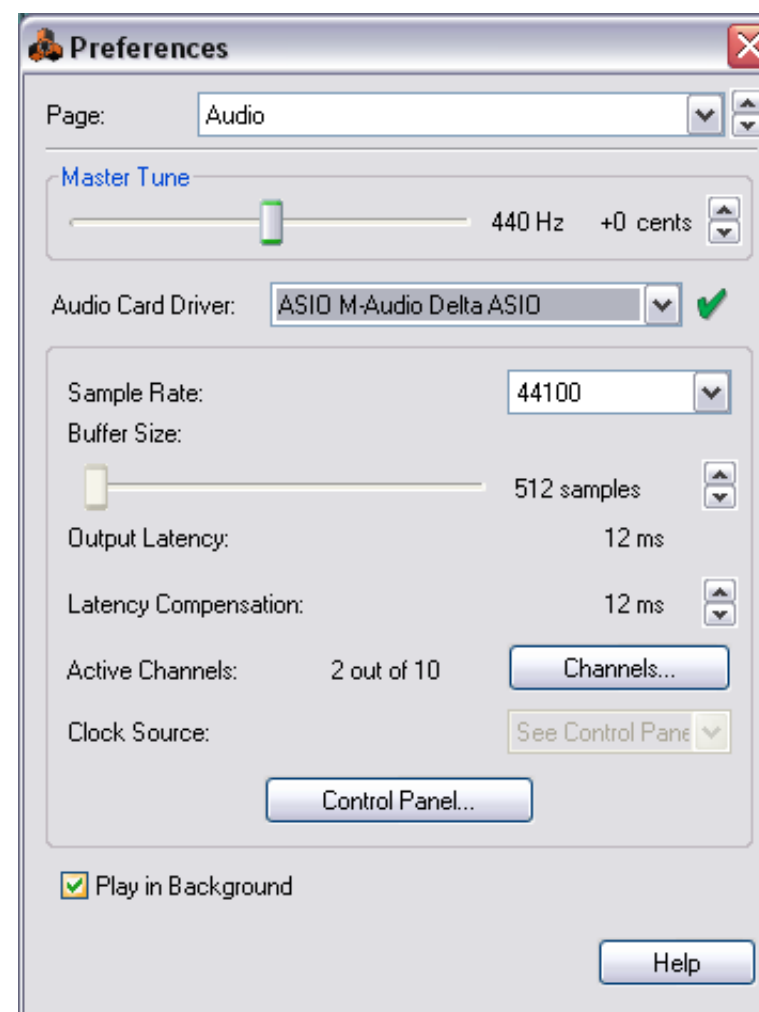 Preferences
Page: Audio
Master Tune
440 Hz +0 cents
Audio Card Driver: ASIO M-Audio Delta ASIO
Sample Rate: 44100
Buffer Size:
512 samples
Output Latency: 12 ms
Latency Compensation: 12 ms
Active Channels: 2 out of 10 Channels...
Clock Source: See Control Pane
Control Panel...
Play in Background
Help